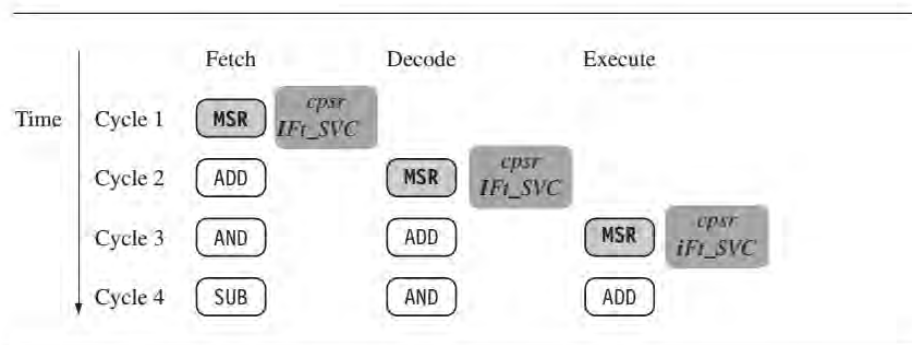 Fetch Decode Execute
Time Cycle 1 MSR cpsr IFt_SVC
Cycle 2 ADD MSR cpsr IFt_SVC
Cycle 3 AND ADD MSR cpsr iFt_SVC
Cycle 4 SUB AND ADD